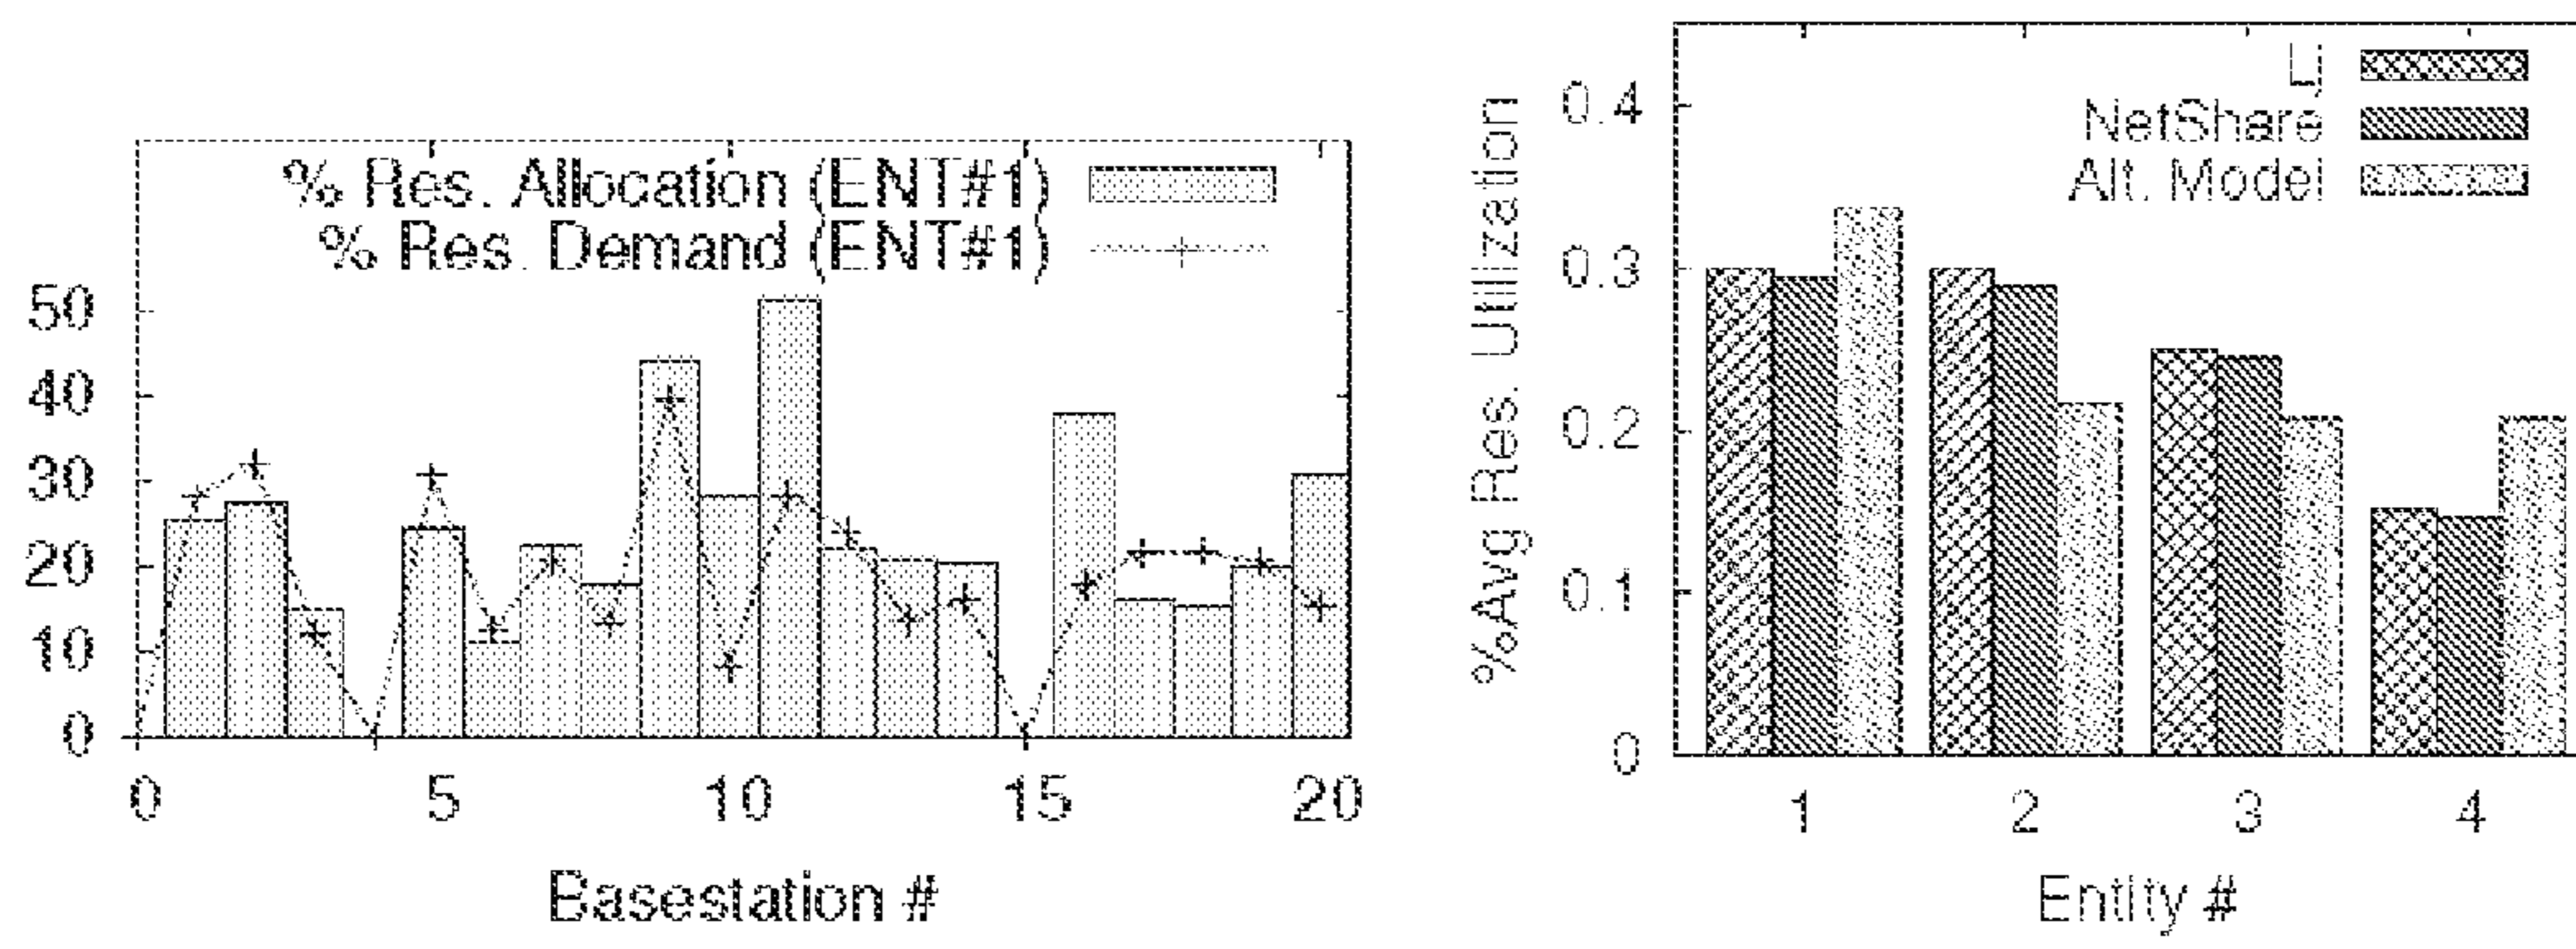 % Res. Allocation (ENT#1)
% Res. Demand (ENT#1)
50
40
30
20
10
0
0 5 10 15 20
Basestation #
Lj
NetShare
Alt. Model
%Avg Res. Utilization
0.4
0.3
0.2
0.1
0
1 2 3 4
Entity #